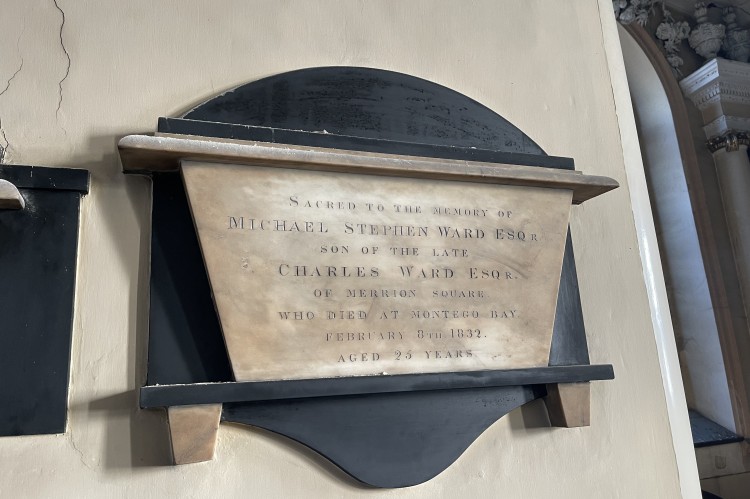 SACRED TO THE MEMORY OF
MICHAEL STEPHEN WARD ESQR
SON OF THE LATE
CHARLES WARD ESQR.
OF MERRION SQUARE
WHO DIED AT MONTEGO BAY
FEBRUARY 8TH 1832.
AGED 25 YEARS